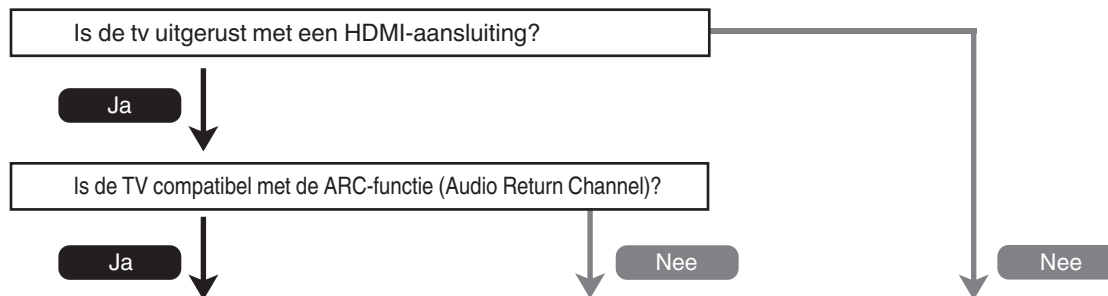 Is de tv uitgerust met een HDMI-aansluiting?
Ja
Is de TV compatibel met de ARC-functie (Audio Return Channel)?
Ja
Nee
Nee